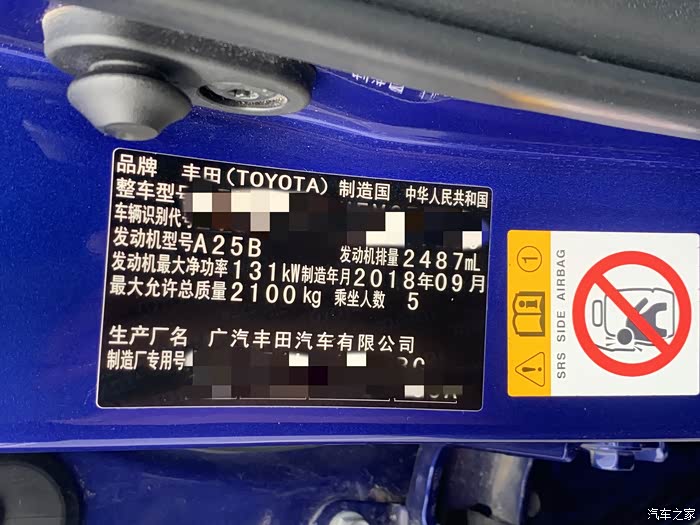 品牌 丰田(TOYOTA) 制造国 中华人民共和国
整车型号
车辆识别代号
发动机型号A25B 发动机排量2487mL
发动机最大净功率131kW制造年月2018年09月
最大允许总质量2100kg 乘坐人数 5
生产厂名 广汽丰田汽车有限公司
制造厂专用号
1
SRS SIDE AIRBAG
汽车之家